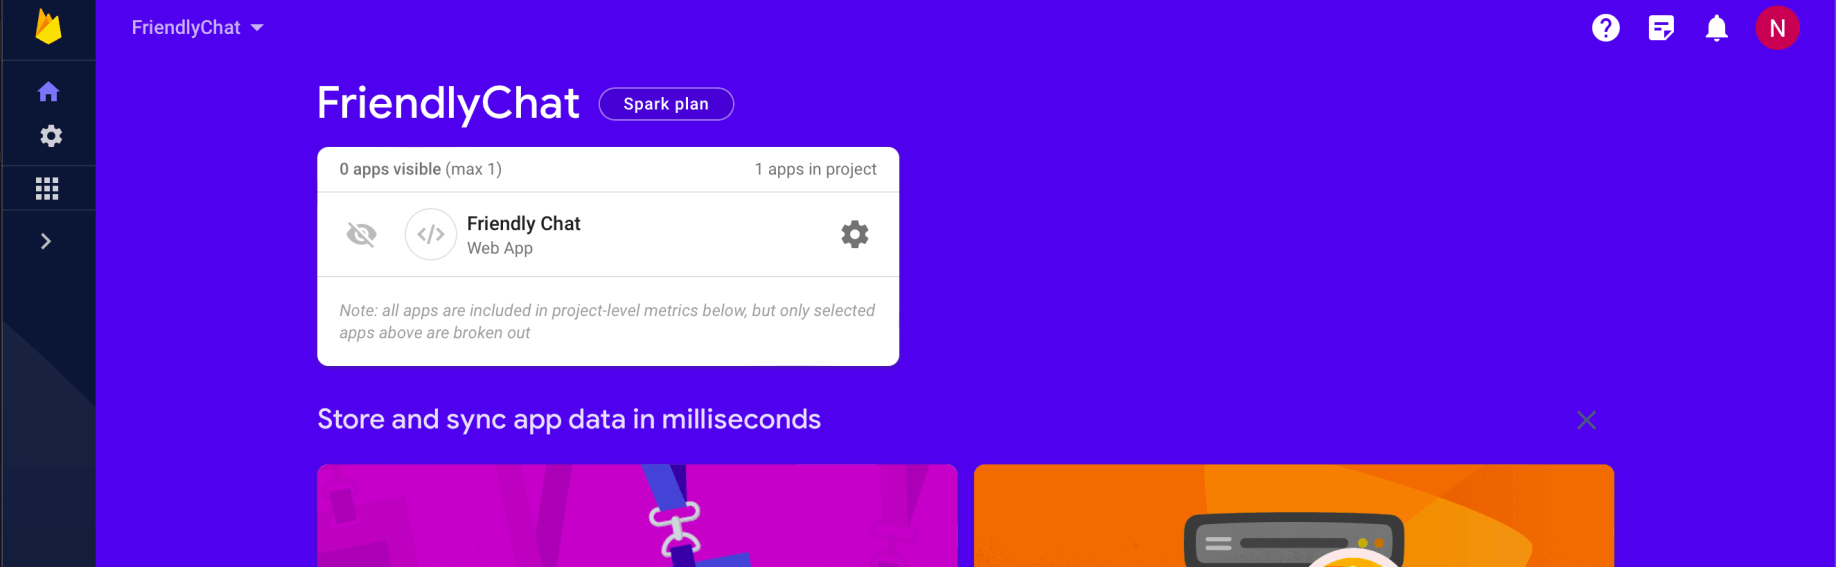 FriendlyChat
N
FriendlyChat
Spark plan
0 apps visible (max 1)
1 apps in project
Friendly Chat
Web App
Note: all apps are included in project-level metrics below, but only selected
apps above are broken out
Store and sync app data in milliseconds